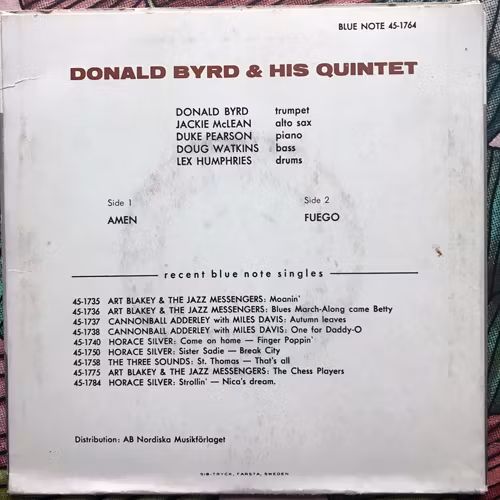 BLUE NOTE 45-1764
DONALD BYRD & HIS QUINTET
DONALD BYRD trumpet
JACKIE McLEAN alto sax
DUKE PEARSON piano
DOUG WATKINS bass
LEX HUMPHRIES drums
Side 1 Side 2
AMEN FUEGO
recent blue note singles
45-1735 ART BLAKEY & THE JAZZ MESSENGERS: Moanin'
45-1736 ART BLAKEY & THE JAZZ MESSENGERS: Blues March-Along came Betty
45-1737 CANNONBALL ADDERLEY with MILES DAVIS: Autumn leaves
45-1738 CANNONBALL ADDERLEY with MILES DAVIS: One for Daddy-O
45-1740 HORACE SILVER: Come on home — Finger Poppin'
45-1750 HORACE SILVER: Sister Sadie — Break City
45-1758 THE THREE SOUNDS: St. Thomas — That's all
45-1775 ART BLAKEY & THE JAZZ MESSENGERS: The Chess Players
45-1784 HORACE SILVER: Strollin' — Nica's dream.
Distribution: AB Nordiska Musikförlaget
SIB-TRYCK, FARSTA, SWEDEN